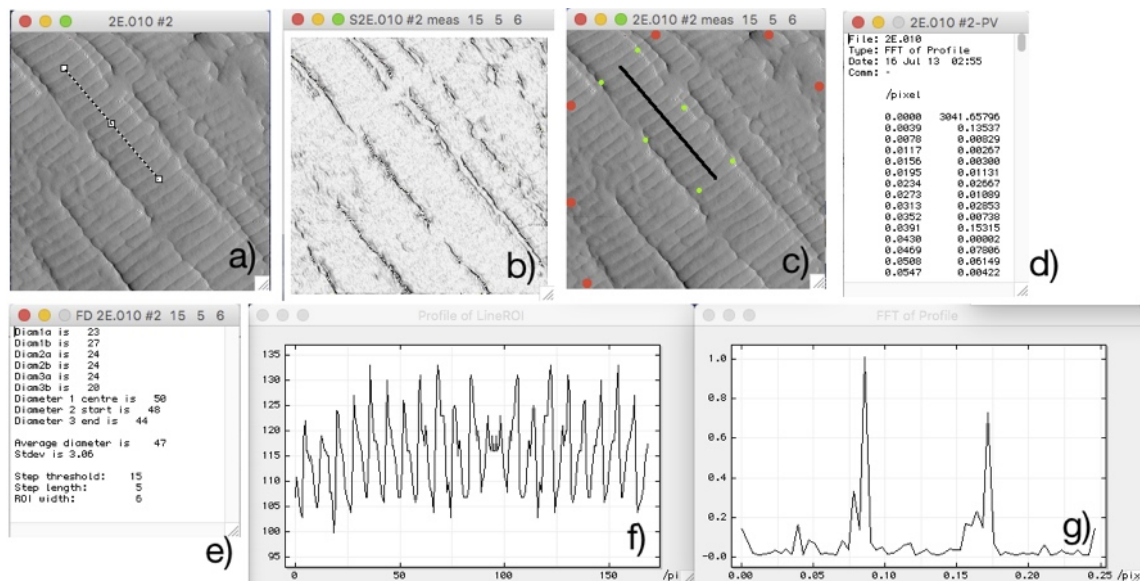 2E.010 #2
a)
S2E.010 #2 meas 15 5 6
b)
2E.010 #2 meas 15 5 6
c)
2E.010 #2-PV
File: 2E.010
Type: FFT of Profile
Date: 16 Jul 13 02:55
Comm: -
/pixel
0.0000 3041.65796
0.0039 0.13537
0.0078 0.00829
0.0117 0.00267
0.0156 0.00300
0.0195 0.01131
0.0234 0.02667
0.0273 0.01089
0.0313 0.02853
0.0352 0.00738
0.0391 0.15315
0.0430 0.00002
0.0469 0.07806
0.0508 0.06149
0.0547 0.00422
d)
FD 2E.010 #2 15 5 6
Diam1a is 23
Diam1b is 27
Diam2a is 24
Diam2b is 24
Diam3a is 24
Diam3b is 20
Diameter 1 centre is 50
Diameter 2 start is 48
Diameter 3 end is 44
Average diameter is 47
Stdev is 3.06
Step threshold: 15
Step length: 5
ROI width: 6
e)
Profile of LineROI
135
130
125
120
115
110
105
100
95
0 50 100 150 /pi
f)
FFT of Profile
1.0
0.8
0.6
0.4
0.2
-0.0
0.00 0.05 0.10 0.15 0.20 0.25 /pix
g)